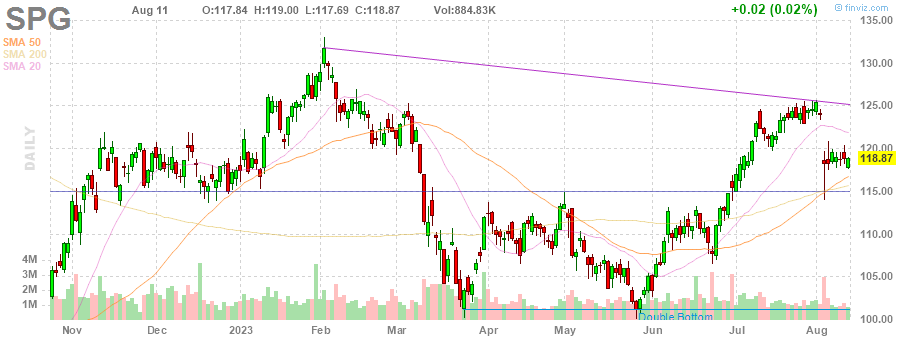 SPG Aug 11 O:117.84 H:119.00 L:117.69 C:118.87 Vol:884.83K +0.02 (0.02%)
© finviz.com
SMA 50
SMA 200
SMA 20
DAILY
135.00
130.00
125.00
120.00
118.87
115.00
110.00
105.00
100.00
4M
3M
2M
1M
Double Bottom
Nov Dec 2023 Feb Mar Apr May Jun Jul Aug